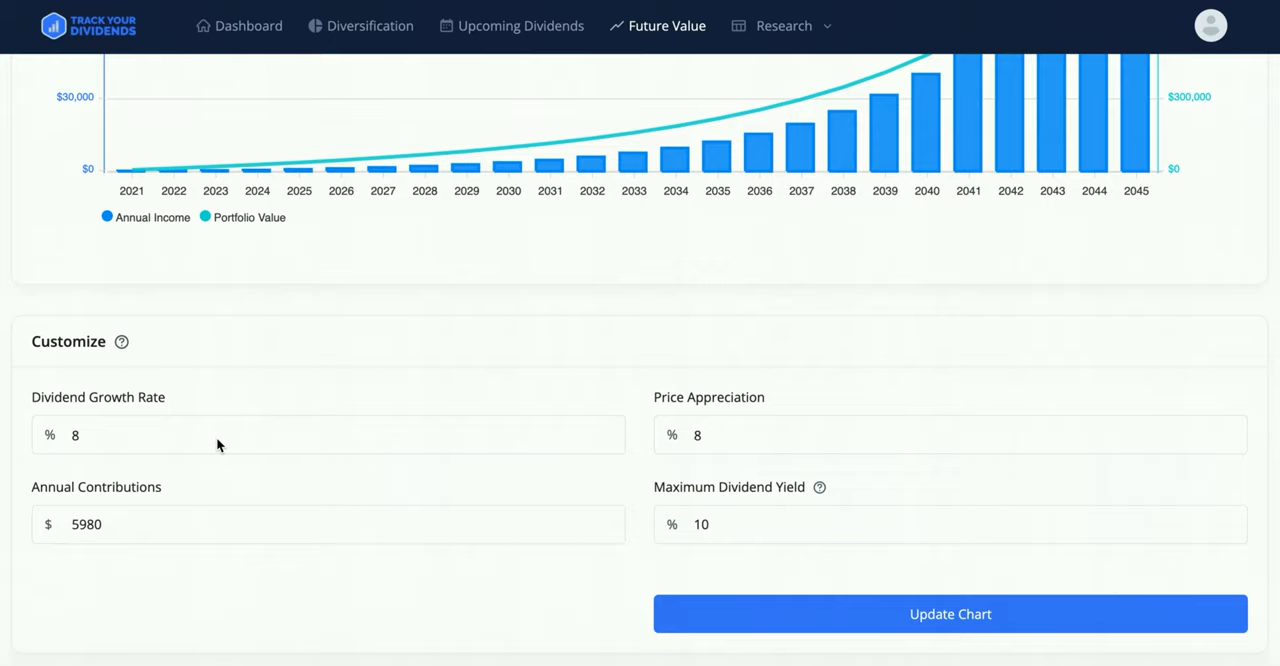 TRACK YOUR
DIVIDENDS
Dashboard
Diversification
Upcoming Dividends
Future Value
Research
$30,000
$300,000
$0
$0
2021 2022 2023 2024 2025 2026 2027 2028 2029 2030 2031 2032 2033 2034 2035 2036 2037 2038 2039 2040 2041 2042 2043 2044 2045
Annual Income Portfolio Value
Customize ?
Dividend Growth Rate
% 8
Price Appreciation
% 8
Annual Contributions
$ 5980
Maximum Dividend Yield ?
% 10
Update Chart